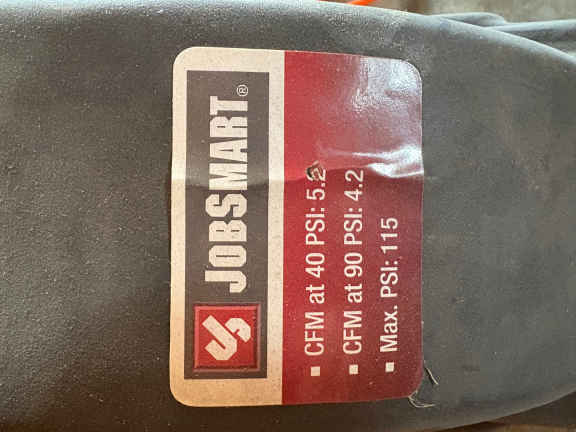 JOBSMART®
▪ CFM at 40 PSI: 5.2
▪ CFM at 90 PSI: 4.2
▪ Max. PSI: 115